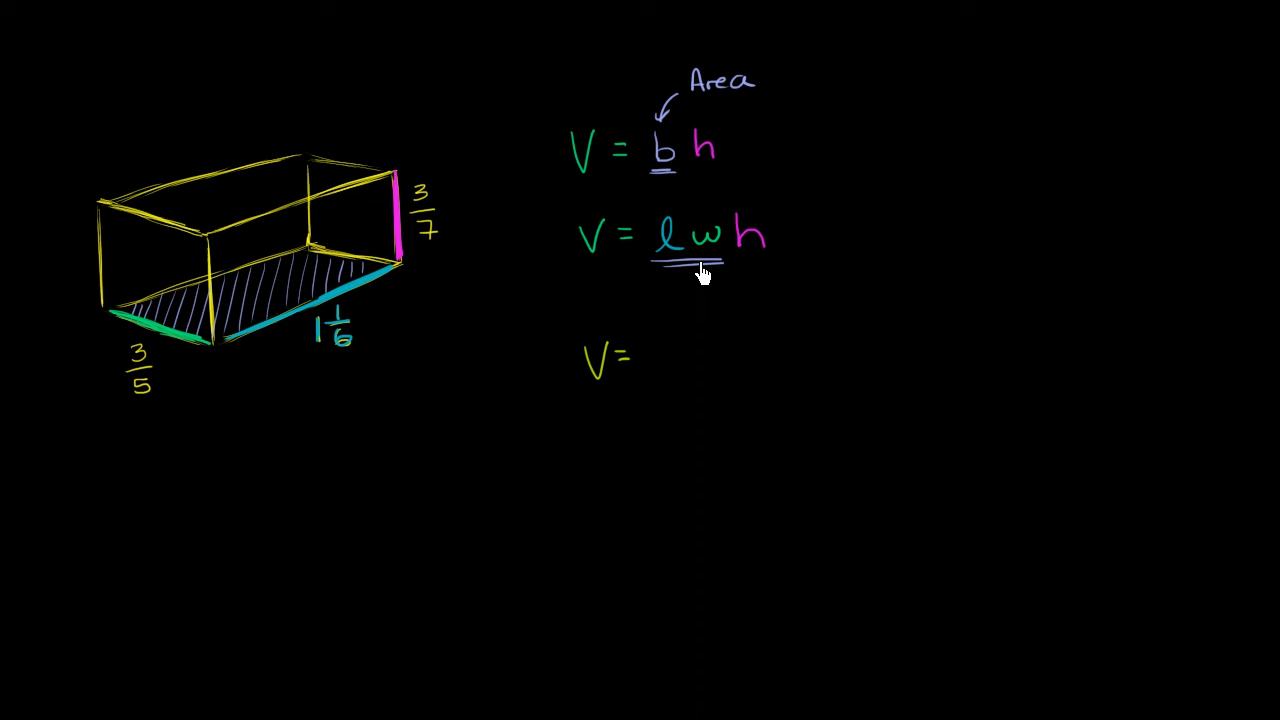 Area
V = b h
3/7
V = l w h
1 1/6
3/5
V =